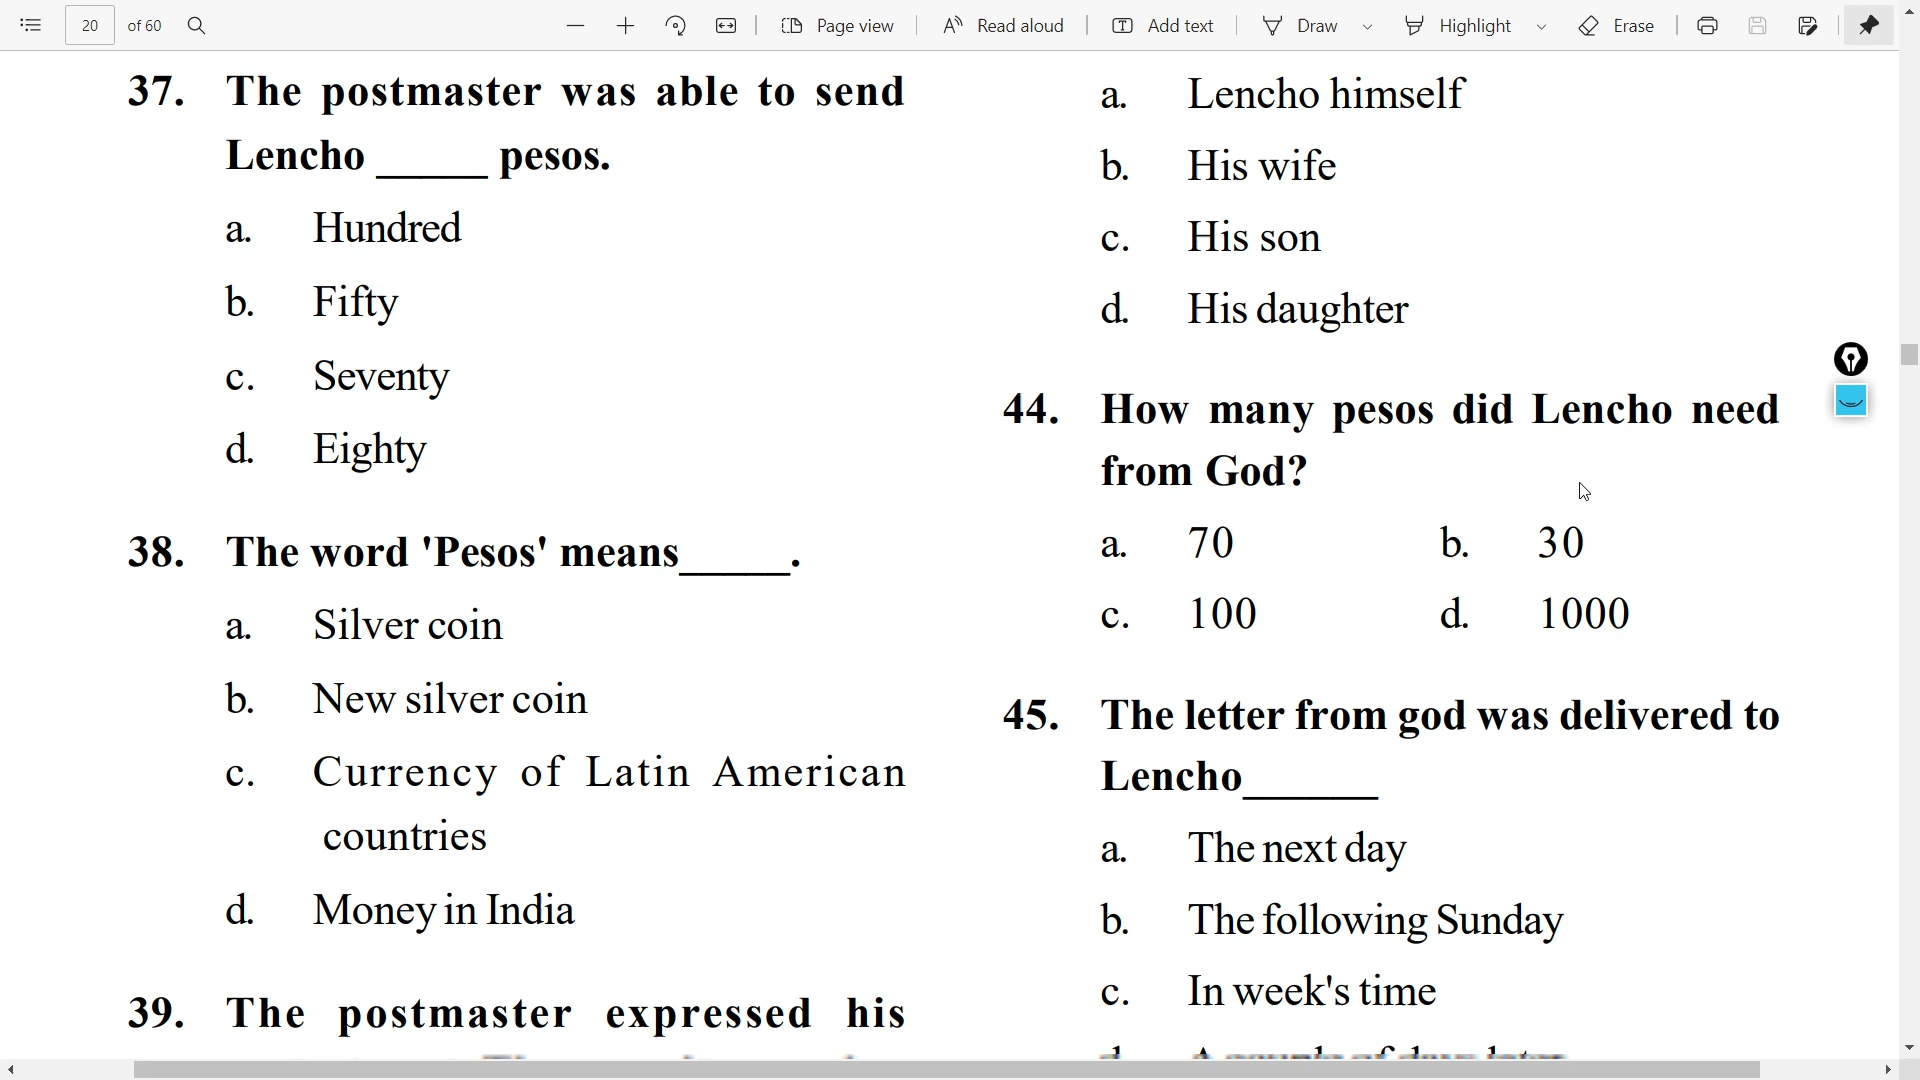 20 of 60 Page view Read aloud Add text Draw Highlight Erase
37. The postmaster was able to send
Lencho _____ pesos.
a. Hundred
b. Fifty
c. Seventy
d. Eighty
38. The word 'Pesos' means_____.
a. Silver coin
b. New silver coin
c. Currency of Latin American
countries
d. Money in India
39. The postmaster expressed his
a. Lencho himself
b. His wife
c. His son
d. His daughter
44. How many pesos did Lencho need
from God?
a. 70 b. 30
c. 100 d. 1000
45. The letter from god was delivered to
Lencho______
a. The next day
b. The following Sunday
c. In week's time
d. A couple of days later